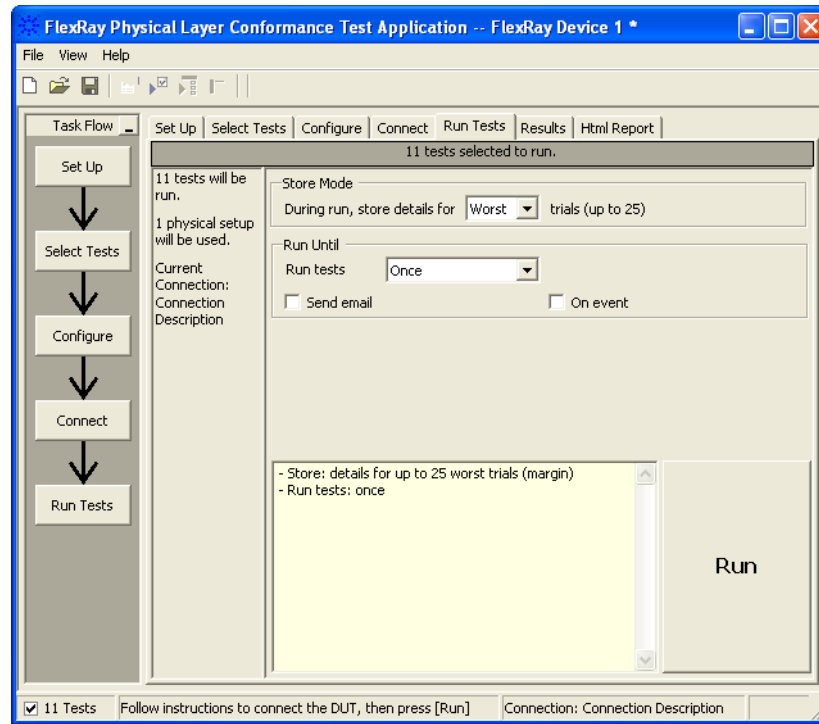 FlexRay Physical Layer Conformance Test Application -- FlexRay Device 1 *
File View Help
Task Flow
Set Up
Select Tests
Configure
Connect
Run Tests
Set Up Select Tests Configure Connect Run Tests Results Html Report
11 tests selected to run.
11 tests will be
run.
1 physical setup
will be used.
Current
Connection:
Connection
Description
Store Mode
During run, store details for Worst trials (up to 25)
Run Until
Run tests Once
Send email On event
- Store: details for up to 25 worst trials (margin)
- Run tests: once
Run
11 Tests Follow instructions to connect the DUT, then press [Run] Connection: Connection Description